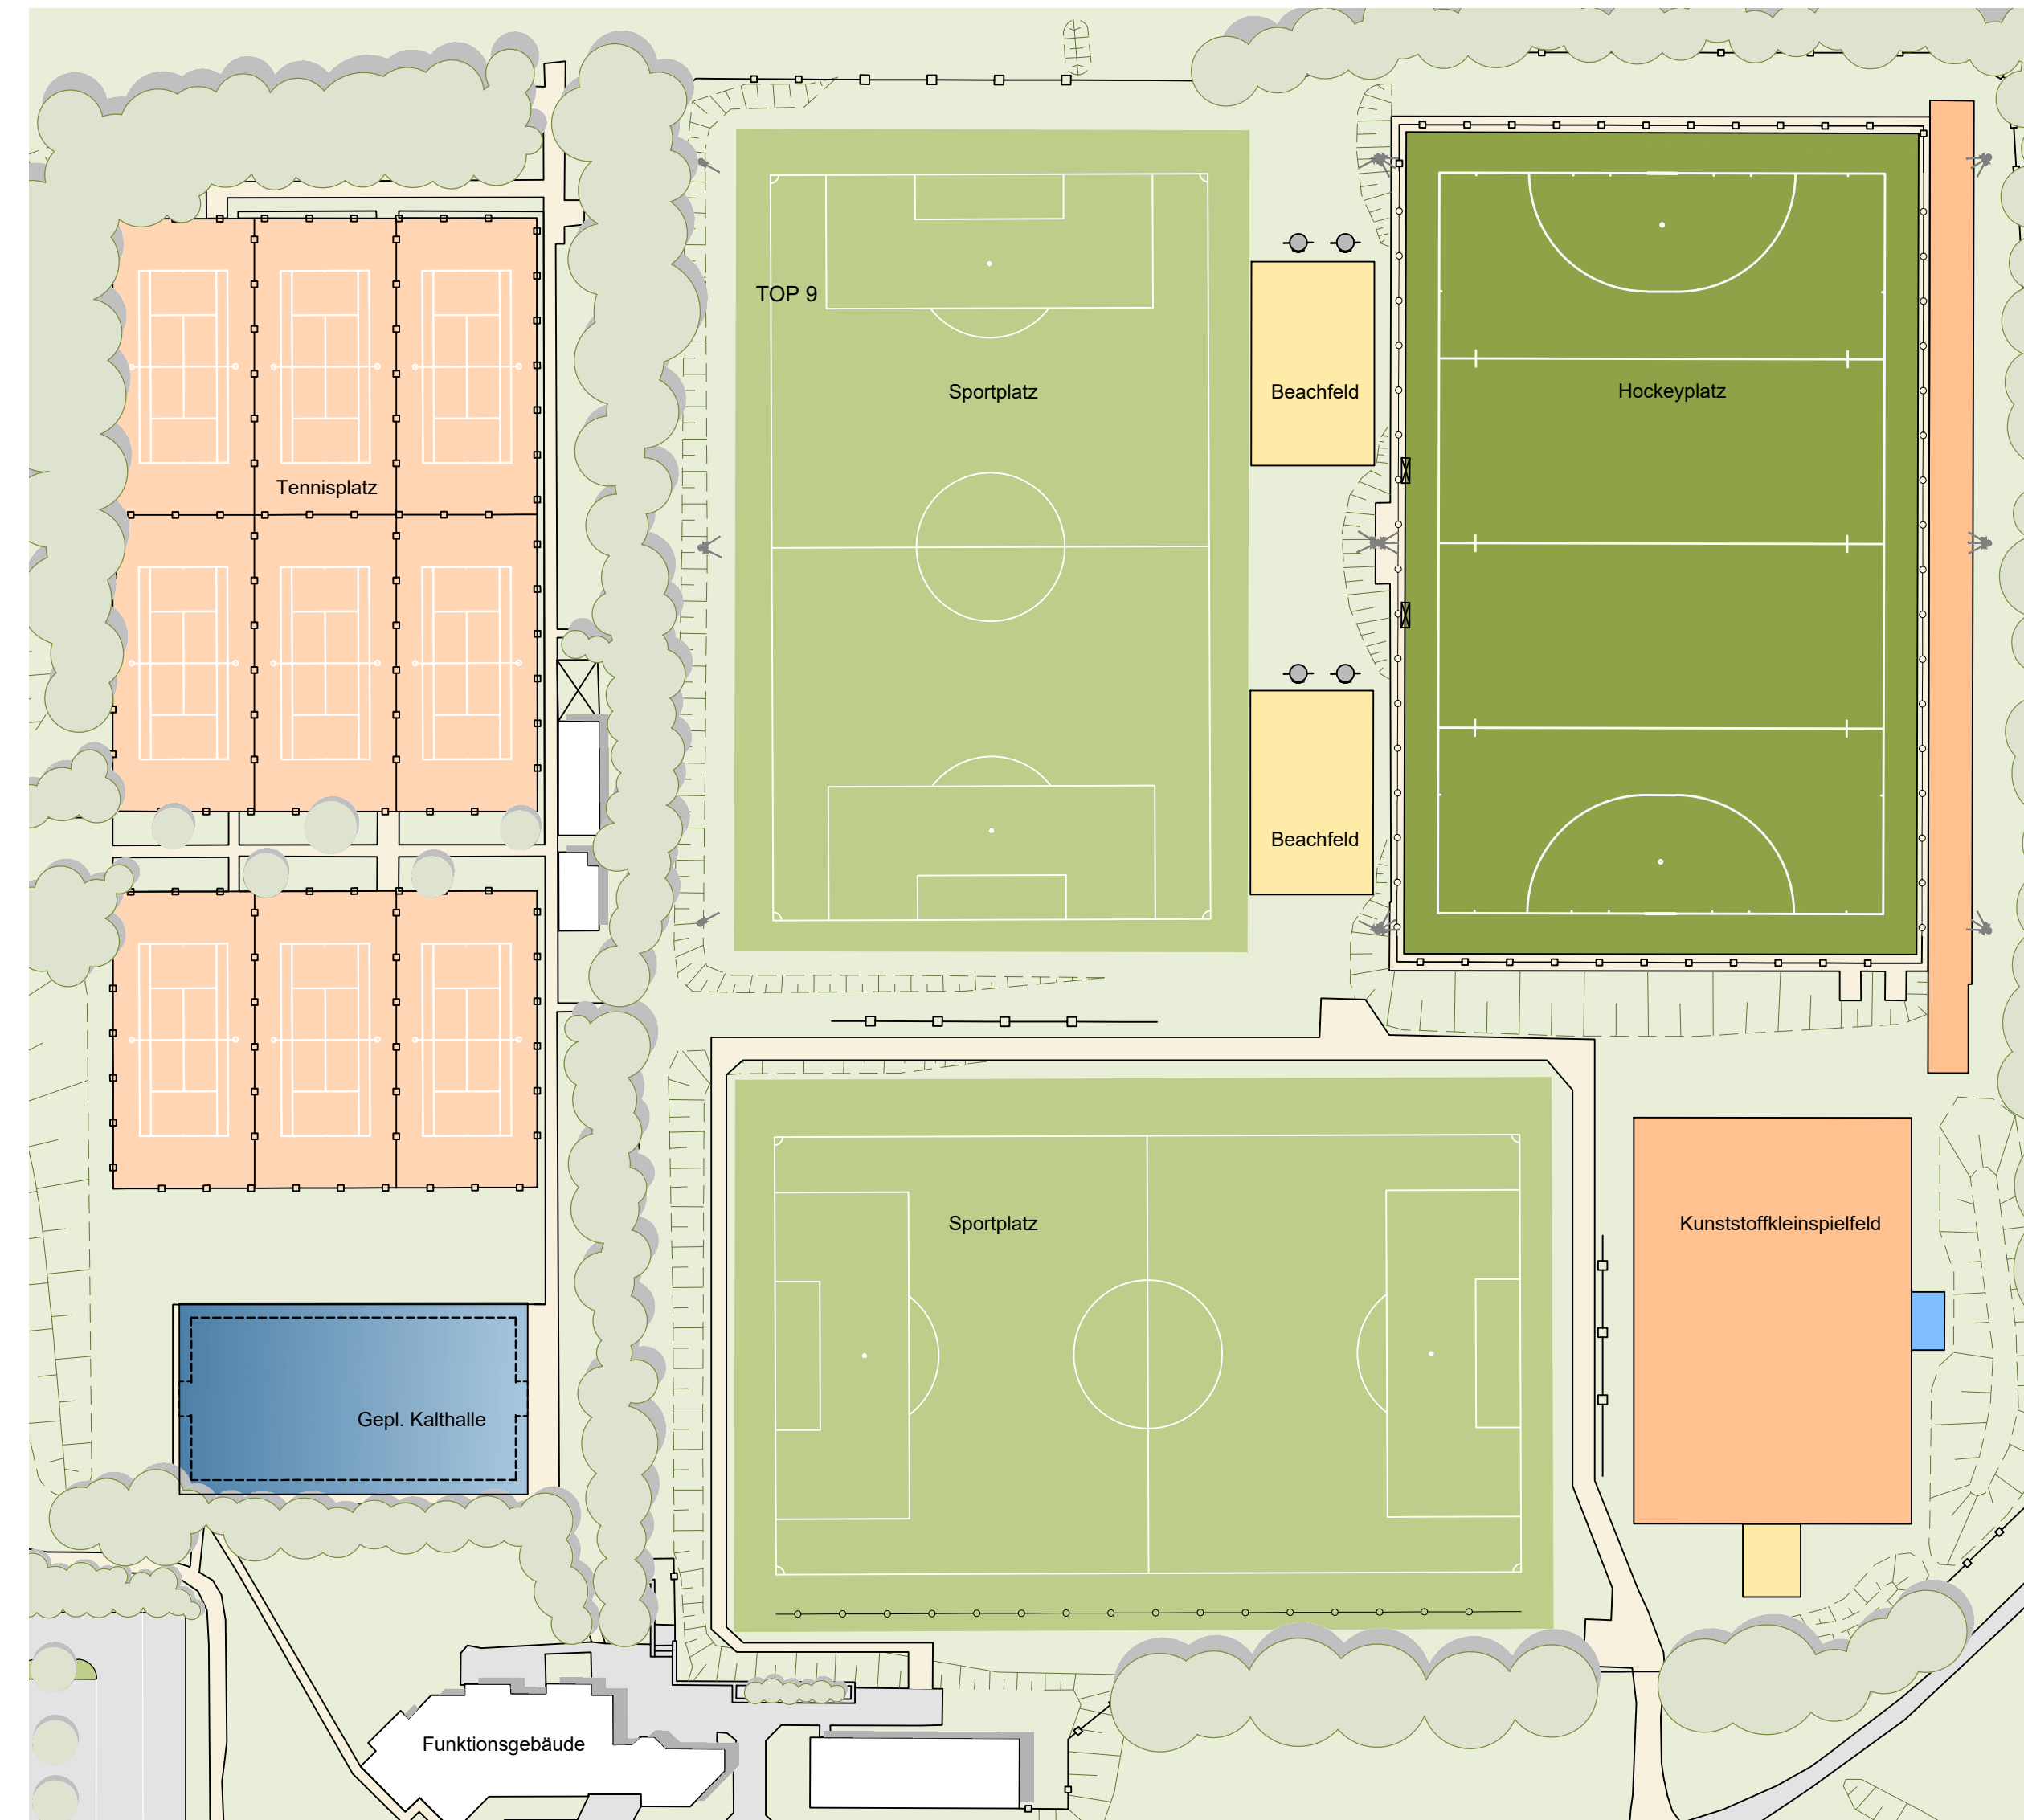 TOP 9
Sportplatz
Beachfeld
Hockeyplatz
Tennisplatz
Beachfeld
Sportplatz
Kunststoffkleinspielfeld
Gepl. Kalthalle
Funktionsgebäude